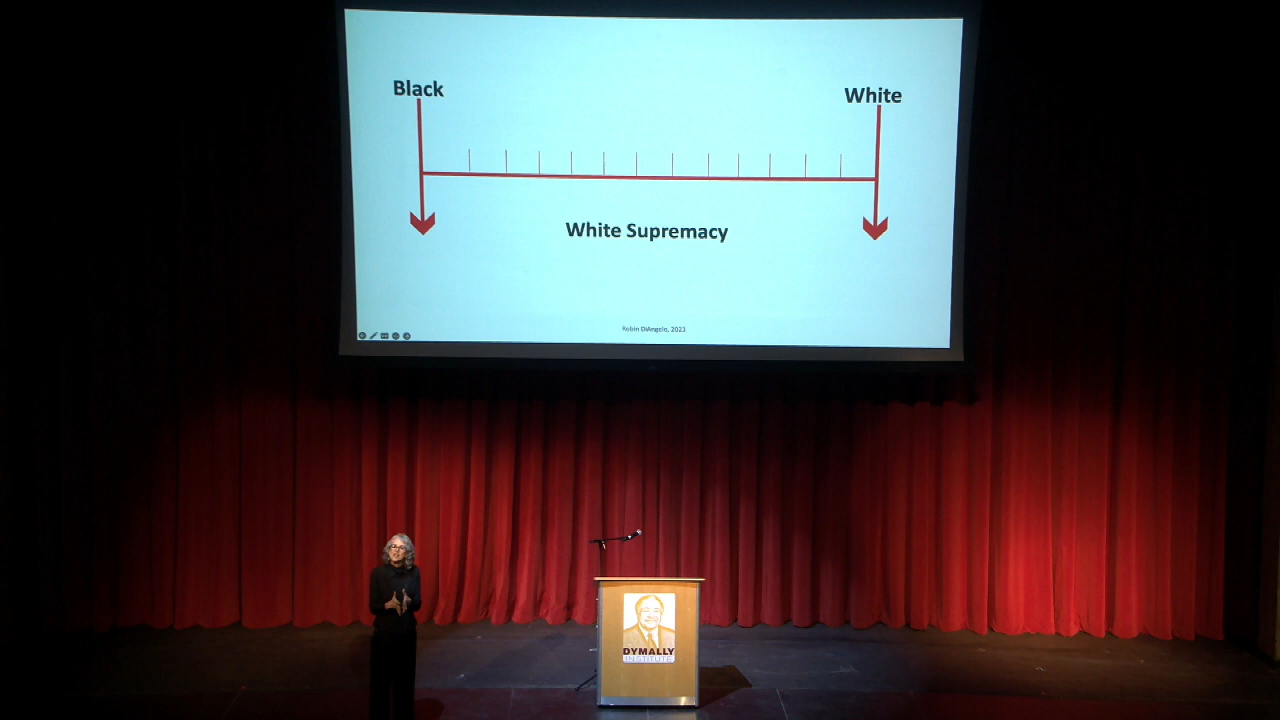 Black
White
White Supremacy
Robin DiAngelo, 2023
DYMALLY
INSTITUTE